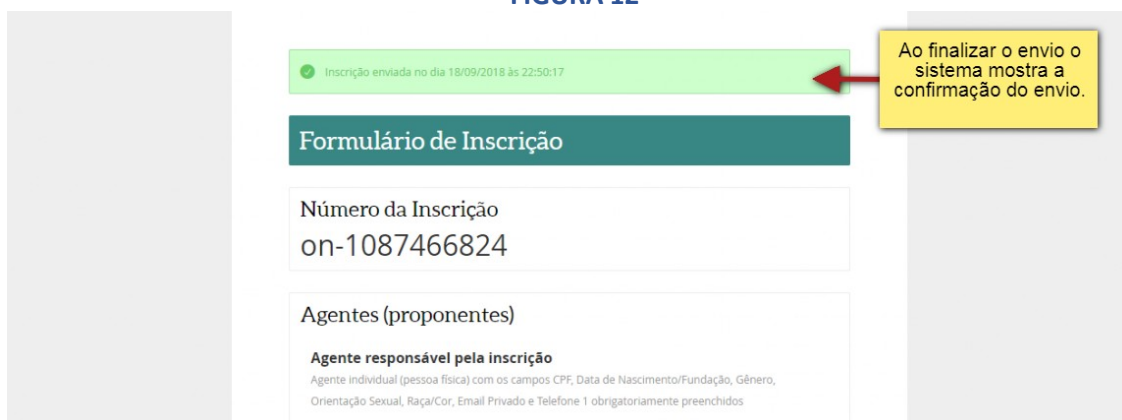 FIGURA 12
Inscrição enviada no dia 18/09/2018 às 22:50:17
Ao finalizar o envio o
sistema mostra a
confirmação do envio.
Formulário de Inscrição
Número da Inscrição
on-1087466824
Agentes (proponentes)
Agente responsável pela inscrição
Agente individual (pessoa física) com os campos CPF, Data de Nascimento/Fundação, Gênero,
Orientação Sexual, Raça/Cor, Email Privado e Telefone 1 obrigatoriamente preenchidos